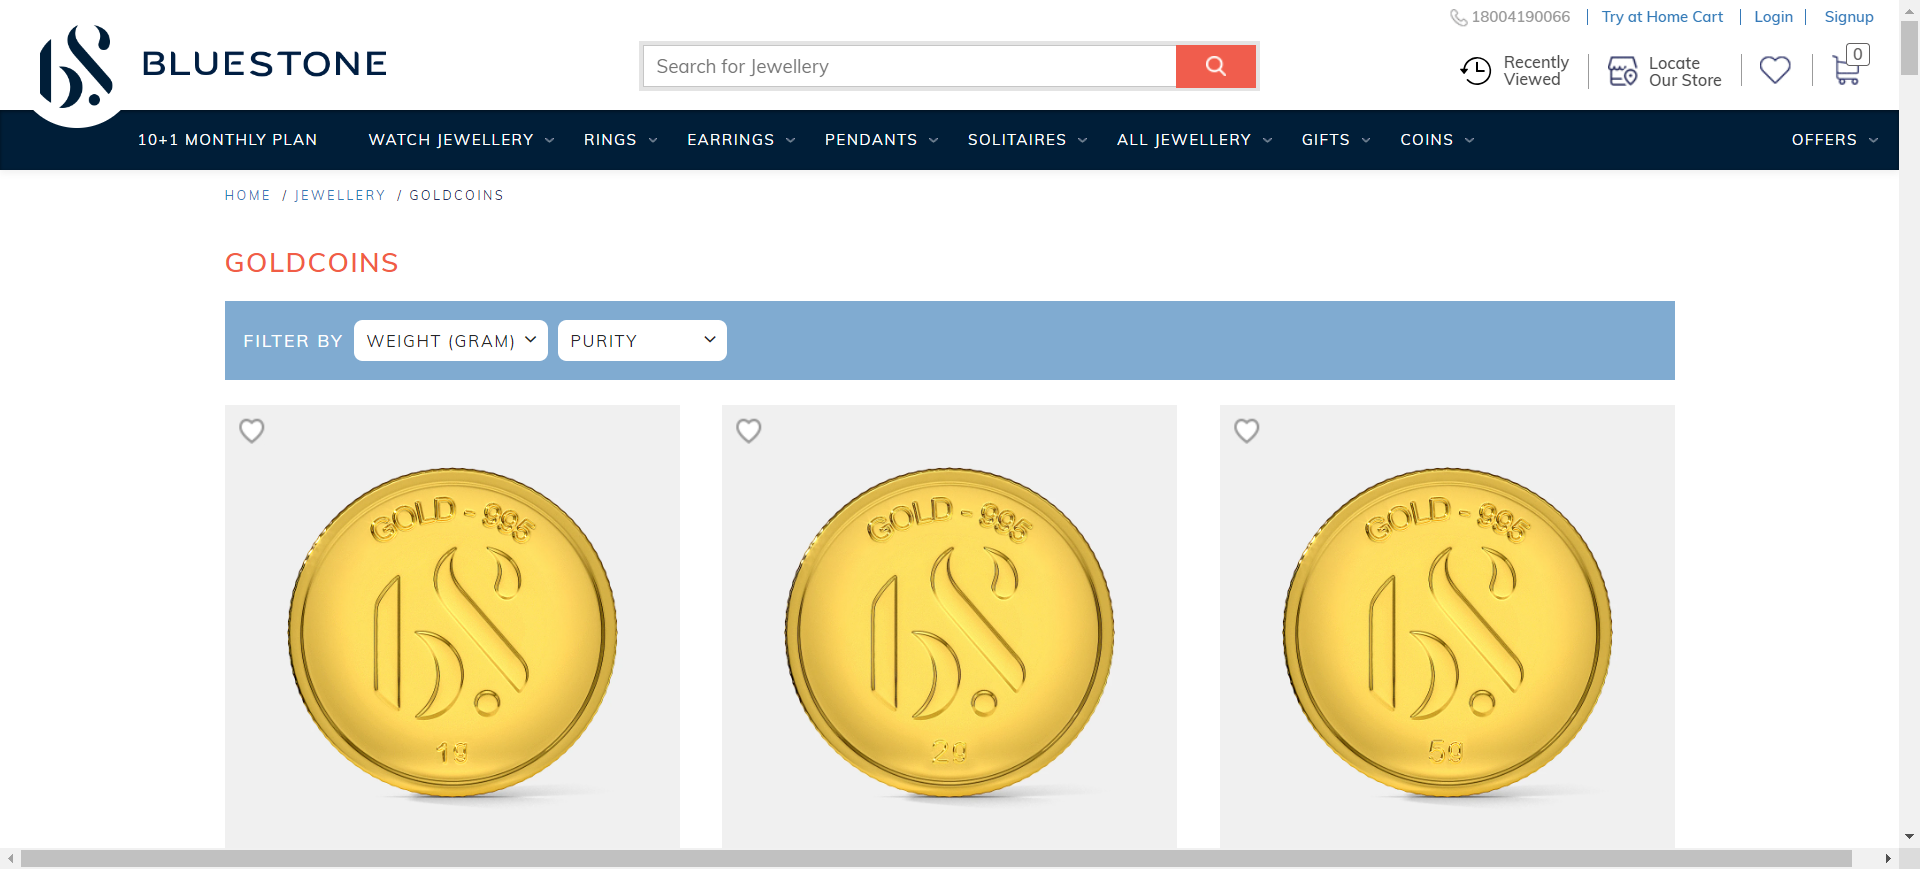 18004190066
Try at Home Cart
Login
Signup
BLUESTONE
Search for Jewellery
Recently
Viewed
Locate
Our Store
0
10+1 MONTHLY PLAN
WATCH JEWELLERY
RINGS
EARRINGS
PENDANTS
SOLITAIRES
ALL JEWELLERY
GIFTS
COINS
OFFERS
HOME / JEWELLERY / GOLDCOINS
GOLDCOINS
FILTER BY
WEIGHT (GRAM)
PURITY
GOLD - 995
1g
GOLD - 995
2g
GOLD - 995
5g